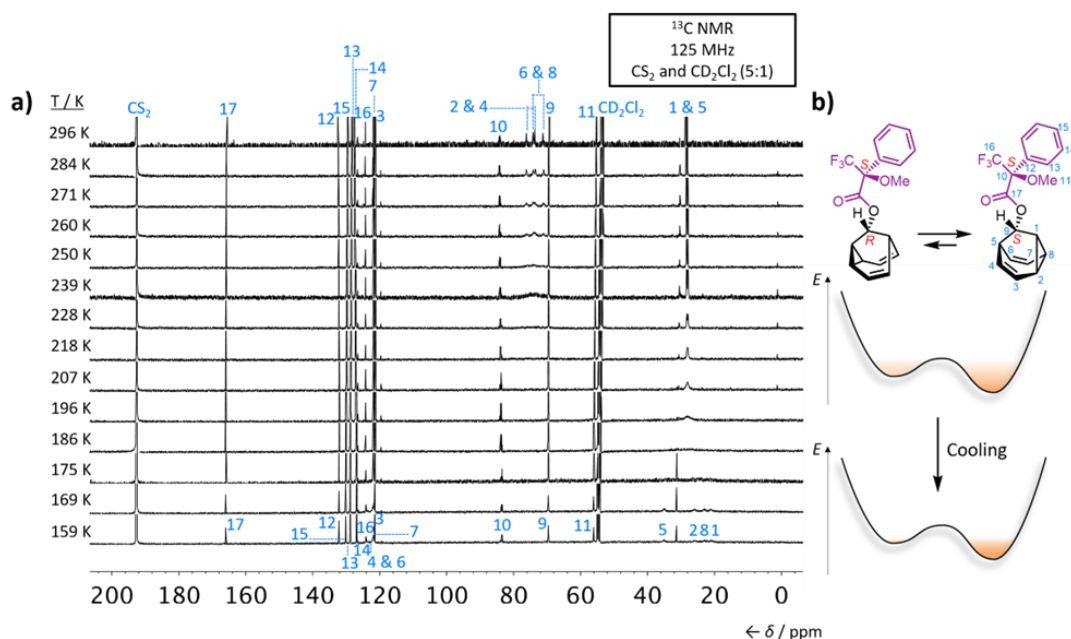 ¹³C NMR
125 MHz
CS₂ and CD₂Cl₂ (5:1)
a)
b)
T / K
CS₂
17
12
15
13
14
16
7
3
10
2 & 4
6 & 8
9
11
CD₂Cl₂
1 & 5
296 K
284 K
271 K
260 K
250 K
239 K
228 K
218 K
207 K
196 K
186 K
175 K
169 K
159 K
17
12
15
13
14
16
3
4 & 6
7
10
9
11
5
2
8
1
200 180 160 140 120 100 80 60 40 20 0
← δ / ppm
F₃C
S
OMe
O
O
H
R
16
F₃C
S
15
14
13
12
10
OMe
11
17
O
O
H
9
1
S
5
6
7
8
4
3
2
E
Cooling
E